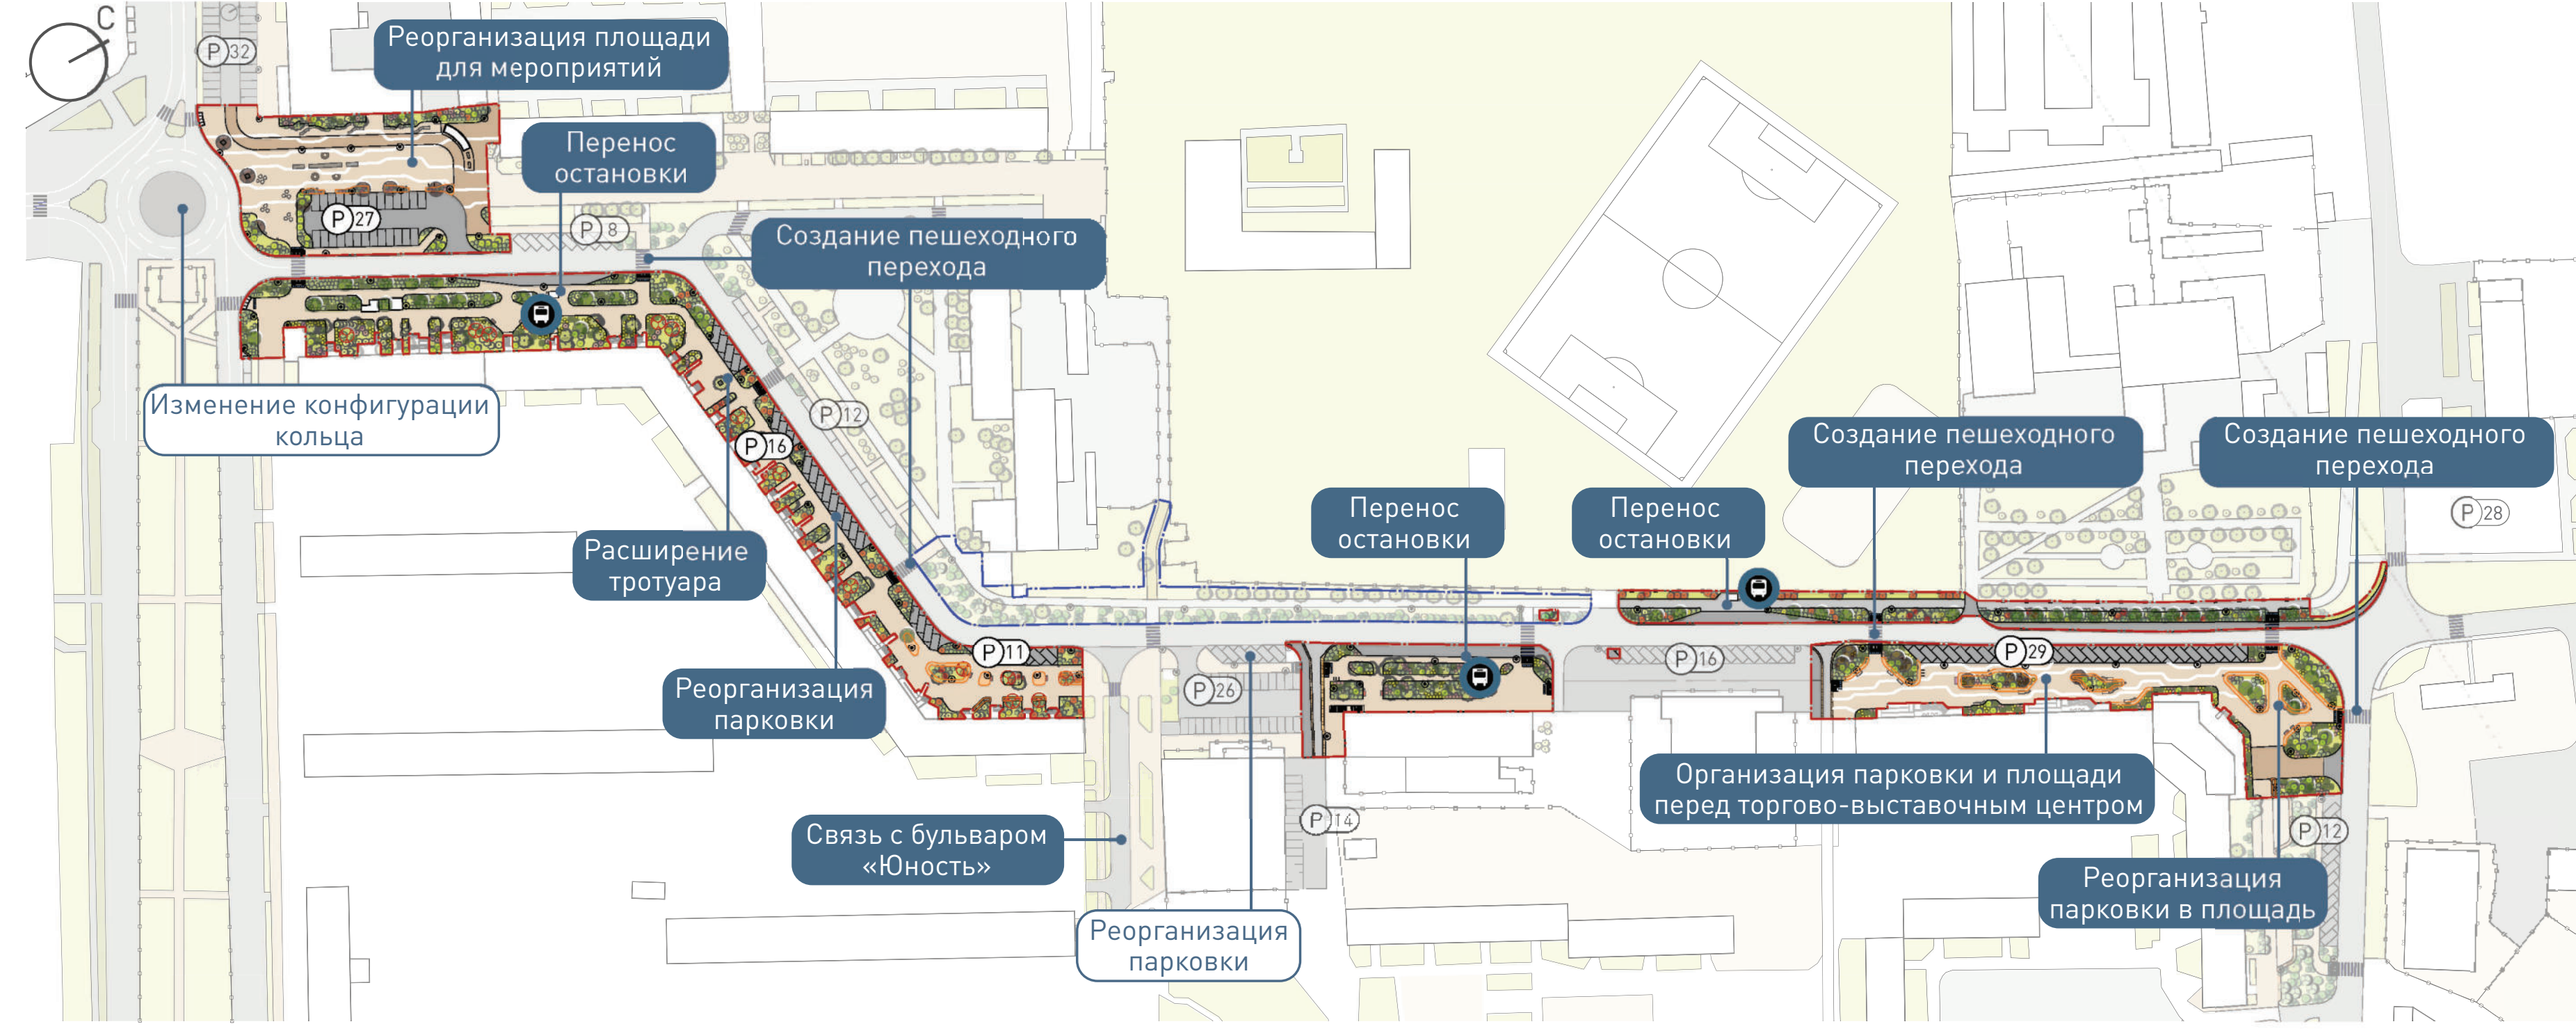 С
P 32
Реорганизация площади
для мероприятий
Перенос
остановки
P 27
P 8
Создание пешеходного
перехода
Изменение конфигурации
кольца
P 12
P 16
Создание пешеходного
перехода
Создание пешеходного
перехода
Перенос
остановки
Перенос
остановки
P 28
Расширение
тротуара
P 11
P 16
P 29
Реорганизация
парковки
P 26
Организация парковки и площади
перед торгово-выставочным центром
Связь с бульваром
«Юность»
P 14
P 12
Реорганизация
парковки в площадь
Реорганизация
парковки